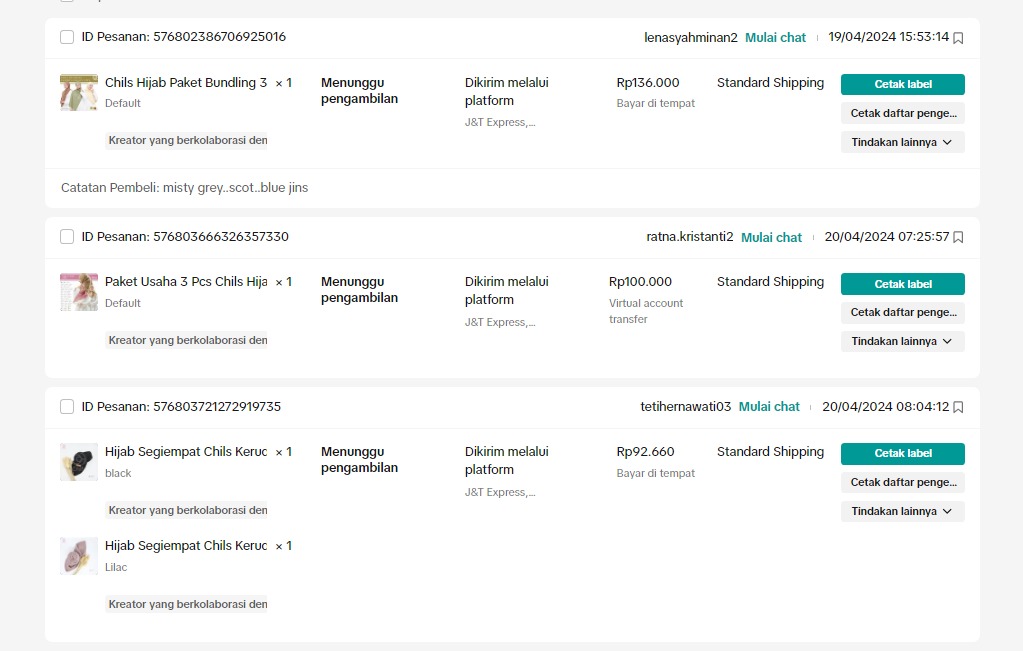 ID Pesanan: 576802386706925016
lenasyahminan2 Mulai chat 19/04/2024 15:53:14
Chils Hijab Paket Bundling 3 × 1
Default
Kreator yang berkolaborasi den
Menunggu
pengambilan
Dikirim melalui
platform
J&T Express,...
Rp136.000
Bayar di tempat
Standard Shipping
Cetak label
Cetak daftar penge...
Tindakan lainnya
Catatan Pembeli: misty grey..scot..blue jins
ID Pesanan: 576803666326357330
ratna.kristanti2 Mulai chat 20/04/2024 07:25:57
Paket Usaha 3 Pcs Chils Hija × 1
Default
Kreator yang berkolaborasi den
Menunggu
pengambilan
Dikirim melalui
platform
J&T Express,...
Rp100.000
Virtual account
transfer
Standard Shipping
Cetak label
Cetak daftar penge...
Tindakan lainnya
ID Pesanan: 576803721272919735
tetihernawati03 Mulai chat 20/04/2024 08:04:12
Hijab Segiempat Chils Keruc × 1
black
Kreator yang berkolaborasi den
Menunggu
pengambilan
Dikirim melalui
platform
J&T Express,...
Rp92.660
Bayar di tempat
Standard Shipping
Cetak label
Cetak daftar penge...
Tindakan lainnya
Hijab Segiempat Chils Keruc × 1
Lilac
Kreator yang berkolaborasi den